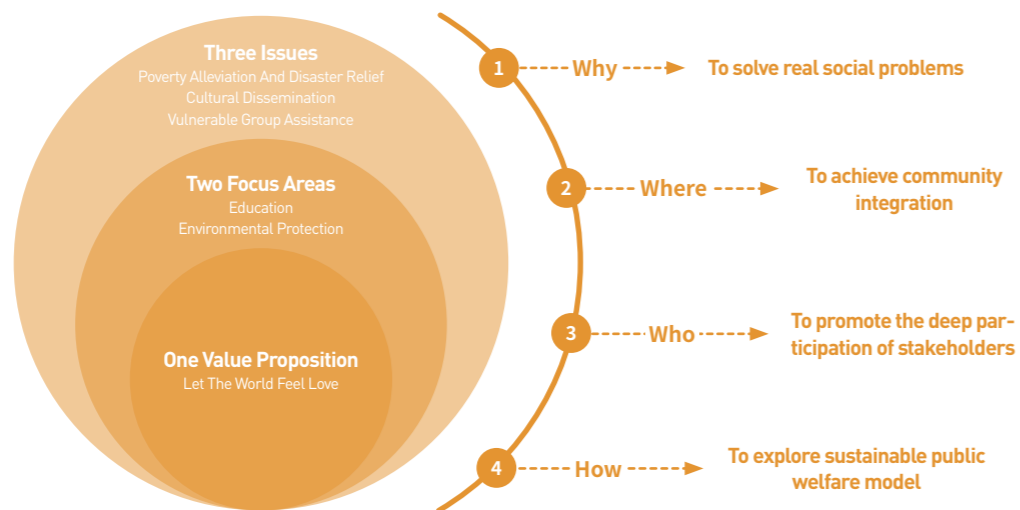 Three Issues
Poverty Alleviation And Disaster Relief
Cultural Dissemination
Vulnerable Group Assistance
Two Focus Areas
Education
Environmental Protection
One Value Proposition
Let The World Feel Love
1 Why To solve real social problems
2 Where To achieve community
integration
3 Who To promote the deep par-
ticipation of stakeholders
4 How To explore sustainable public
welfare model